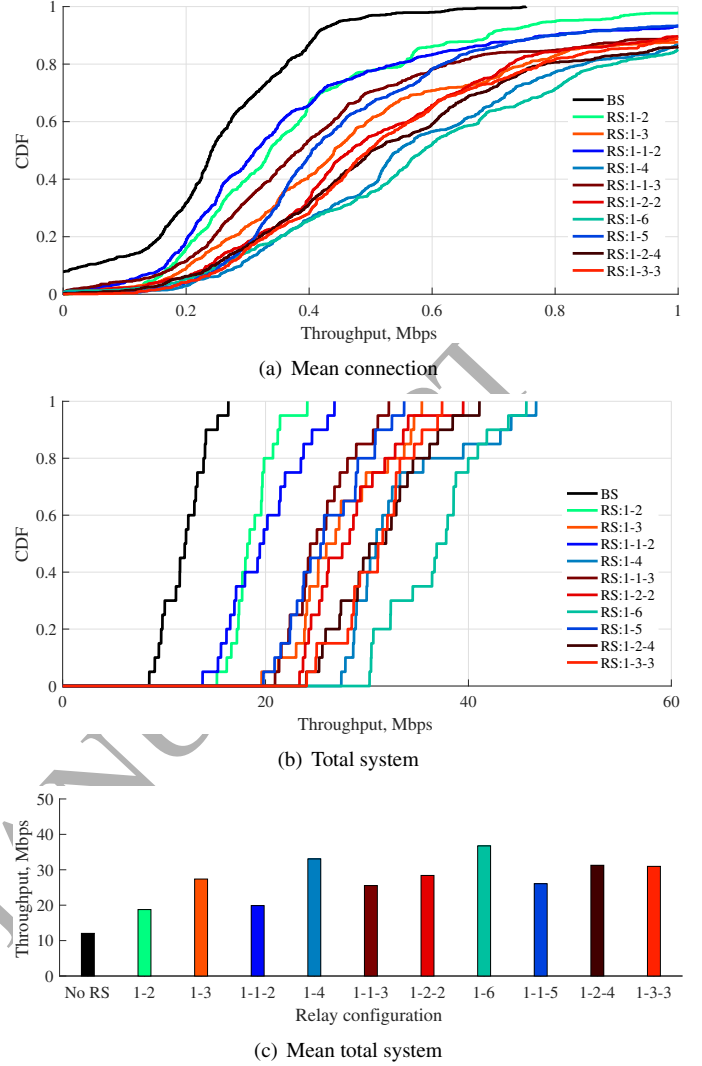 1
0.8
0.6
0.4
0.2
0
CDF
BS
RS:1-2
RS:1-3
RS:1-1-2
RS:1-4
RS:1-1-3
RS:1-2-2
RS:1-6
RS:1-5
RS:1-2-4
RS:1-3-3
0 0.2 0.4 0.6 0.8 1
Throughput, Mbps
(a) Mean connection
1
0.8
0.6
0.4
0.2
0
CDF
BS
RS:1-2
RS:1-3
RS:1-1-2
RS:1-4
RS:1-1-3
RS:1-2-2
RS:1-6
RS:1-5
RS:1-2-4
RS:1-3-3
0 20 40 60
Throughput, Mbps
(b) Total system
50
40
30
20
10
0
Throughput, Mbps
No RS 1-2 1-3 1-1-2 1-4 1-1-3 1-2-2 1-6 1-1-5 1-2-4 1-3-3
Relay configuration
(c) Mean total system